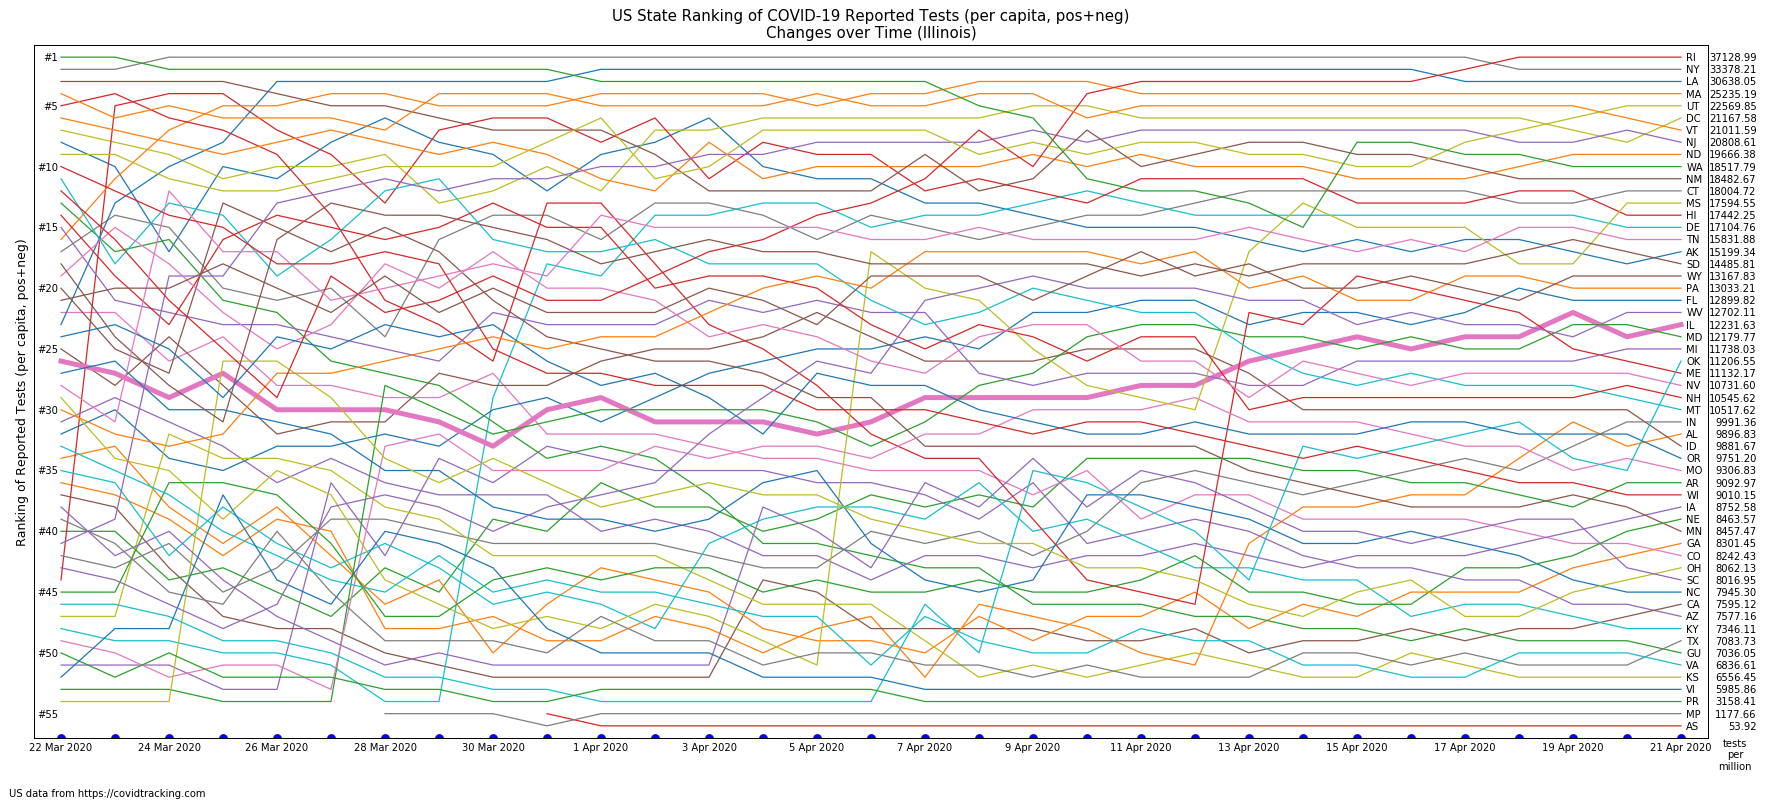 US State Ranking of COVID-19 Reported Tests (per capita, pos+neg)
Changes over Time (Illinois)
Ranking of Reported Tests (per capita, pos+neg)
#1
#5
#10
#15
#20
#25
#30
#35
#40
#45
#50
#55
RI 37128.99
NY 33378.21
LA 30638.05
MA 25235.19
UT 22569.85
DC 21167.58
VT 21011.59
NJ 20808.61
ND 19666.38
WA 18517.79
NM 18482.67
CT 18004.72
MS 17594.55
HI 17442.25
DE 17104.76
TN 15831.88
AK 15199.34
SD 14485.81
WY 13167.83
PA 13033.21
FL 12899.82
WV 12702.11
IL 12231.63
MD 12179.77
MI 11738.03
OK 11206.55
ME 11132.17
NV 10731.60
NH 10545.62
MT 10517.62
IN 9991.36
AL 9896.83
ID 9881.67
OR 9751.20
MO 9306.83
AR 9092.97
WI 9010.15
IA 8752.58
NE 8463.57
MN 8457.47
GA 8301.45
CO 8242.43
OH 8062.13
SC 8016.95
NC 7945.30
CA 7595.12
AZ 7577.16
KY 7346.11
TX 7083.73
GU 7036.05
VA 6836.61
KS 6556.45
VI 5985.86
PR 3158.41
MP 1177.66
AS 53.92
22 Mar 2020 24 Mar 2020 26 Mar 2020 28 Mar 2020 30 Mar 2020 1 Apr 2020 3 Apr 2020 5 Apr 2020 7 Apr 2020 9 Apr 2020 11 Apr 2020 13 Apr 2020 15 Apr 2020 17 Apr 2020 19 Apr 2020 21 Apr 2020
tests
per
million
US data from https://covidtracking.com